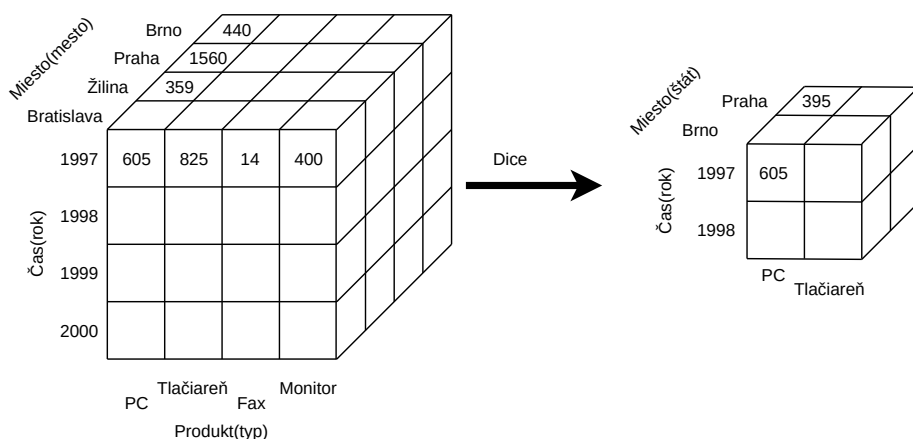 Miesto(mesto)
Brno
440
Praha
1560
Žilina
359
Bratislava
1997
605
825
14
400
1998
1999
2000
Čas(rok)
PC
Tlačiareň
Fax
Monitor
Produkt(typ)
Dice
Miesto(štát)
Praha
395
Brno
1997
605
1998
Čas(rok)
PC
Tlačiareň